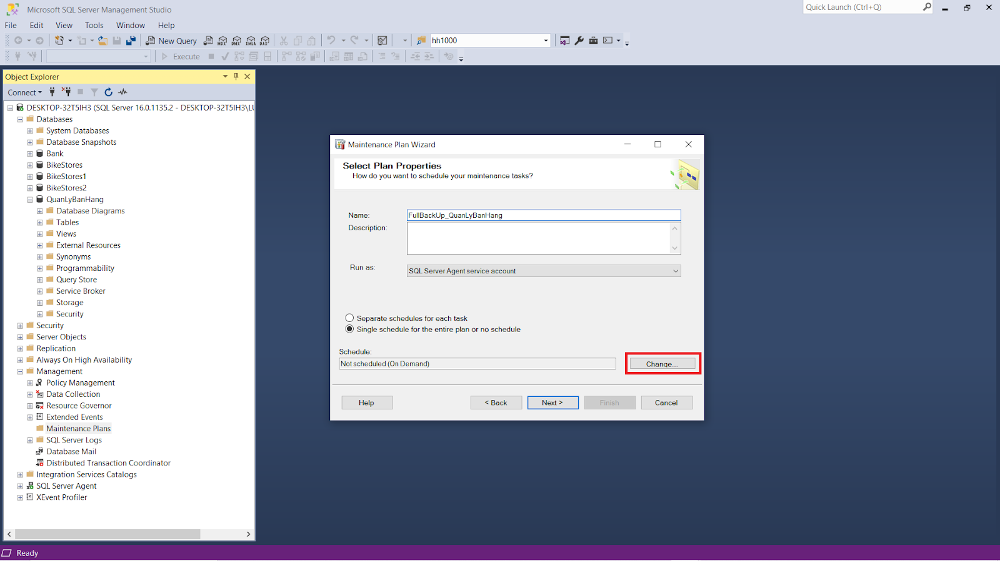 Microsoft SQL Server Management Studio
Quick Launch (Ctrl+Q)
File Edit View Tools Window Help
New Query MDX DMX XMLA DAX hh1000
Execute
Object Explorer
Connect
DESKTOP-32T5IH3 (SQL Server 16.0.1135.2 - DESKTOP-32T5IH3\LU
Databases
System Databases
Database Snapshots
Bank
BikeStores
BikeStores1
BikeStores2
QuanLyBanHang
Database Diagrams
Tables
Views
External Resources
Synonyms
Programmability
Query Store
Service Broker
Storage
Security
Security
Server Objects
Replication
Always On High Availability
Management
Policy Management
Data Collection
Resource Governor
Extended Events
Maintenance Plans
SQL Server Logs
Database Mail
Distributed Transaction Coordinator
Integration Services Catalogs
SQL Server Agent
XEvent Profiler
Maintenance Plan Wizard
Select Plan Properties
How do you want to schedule your maintenance tasks?
Name: FullBackUp_QuanLyBanHang
Description:
Run as: SQL Server Agent service account
Separate schedules for each task
Single schedule for the entire plan or no schedule
Schedule:
Not scheduled (On Demand) Change...
Help < Back Next > Finish Cancel
Ready